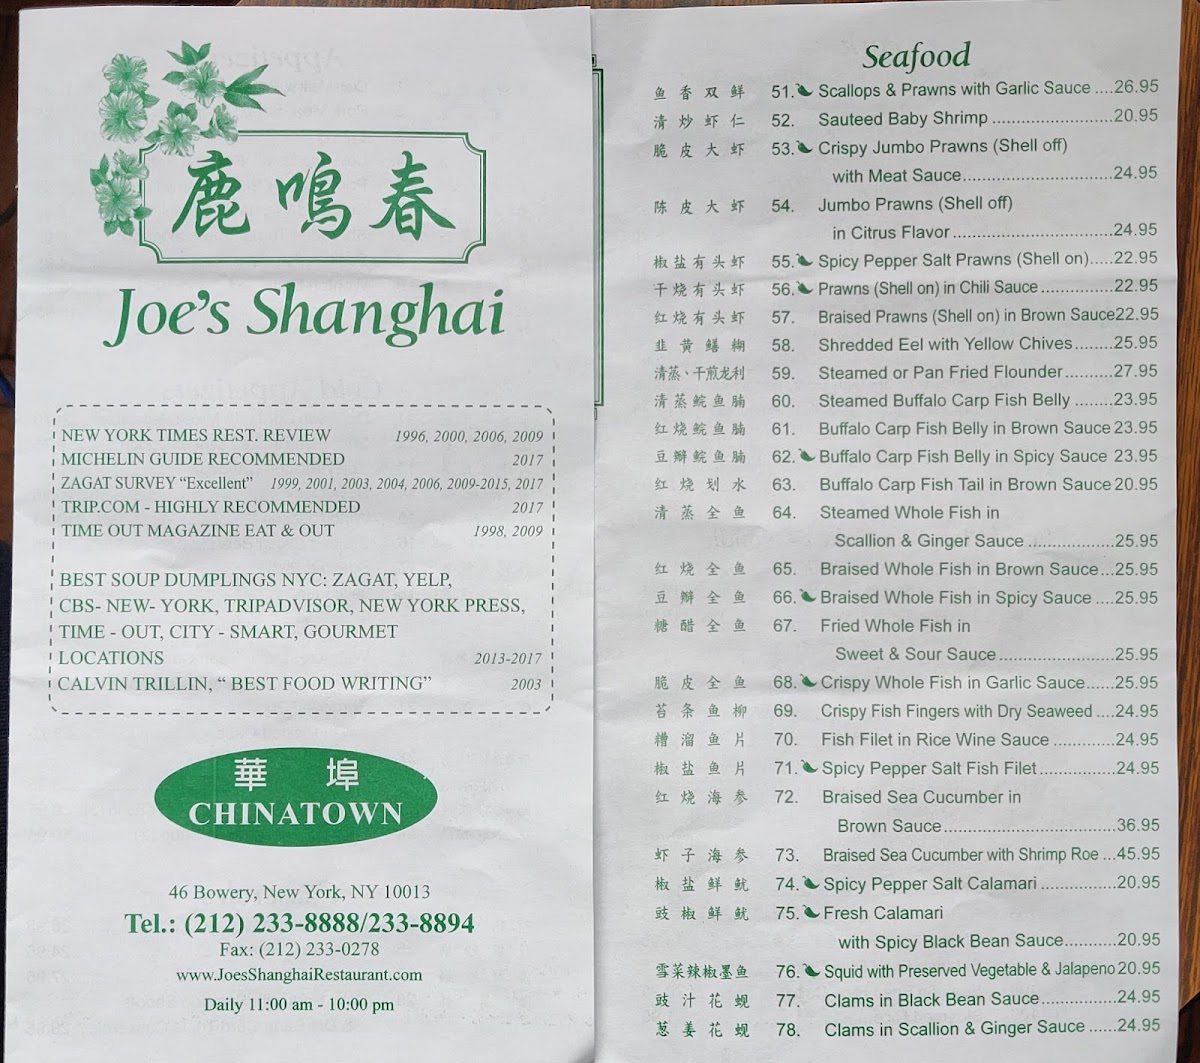 鹿鳴春
Joe's Shanghai
NEW YORK TIMES REST. REVIEW 1996, 2000, 2006, 2009
MICHELIN GUIDE RECOMMENDED 2017
ZAGAT SURVEY "Excellent" 1999, 2001, 2003, 2004, 2006, 2009-2015, 2017
TRIP.COM - HIGHLY RECOMMENDED 2017
TIME OUT MAGAZINE EAT & OUT 1998, 2009
BEST SOUP DUMPLINGS NYC: ZAGAT, YELP,
CBS- NEW- YORK, TRIPADVISOR, NEW YORK PRESS,
TIME - OUT, CITY - SMART, GOURMET
LOCATIONS 2013-2017
CALVIN TRILLIN, " BEST FOOD WRITING" 2003
華埠
CHINATOWN
46 Bowery, New York, NY 10013
Tel.: (212) 233-8888/233-8894
Fax: (212) 233-0278
www.JoesShanghaiRestaurant.com
Daily 11:00 am - 10:00 pm
Seafood
鱼香双鲜 51. Scallops & Prawns with Garlic Sauce ....26.95
清炒虾仁 52. Sauteed Baby Shrimp ........................20.95
脆皮大虾 53. Crispy Jumbo Prawns (Shell off)
with Meat Sauce..............................24.95
陈皮大虾 54. Jumbo Prawns (Shell off)
in Citrus Flavor ................................24.95
椒盐有头虾 55. Spicy Pepper Salt Prawns (Shell on).....22.95
干烧有头虾 56. Prawns (Shell on) in Chili Sauce ...............22.95
红烧有头虾 57. Braised Prawns (Shell on) in Brown Sauce22.95
韭黄鳝糊 58. Shredded Eel with Yellow Chives........25.95
清蒸、干煎龙利 59. Steamed or Pan Fried Flounder..........27.95
清蒸鲩鱼腩 60. Steamed Buffalo Carp Fish Belly ........23.95
红烧鲩鱼腩 61. Buffalo Carp Fish Belly in Brown Sauce 23.95
豆瓣鲩鱼腩 62. Buffalo Carp Fish Belly in Spicy Sauce 23.95
红烧划水 63. Buffalo Carp Fish Tail in Brown Sauce 20.95
清蒸全鱼 64. Steamed Whole Fish in
Scallion & Ginger Sauce .................25.95
红烧全鱼 65. Braised Whole Fish in Brown Sauce...25.95
豆瓣全鱼 66. Braised Whole Fish in Spicy Sauce ....25.95
糖醋全鱼 67. Fried Whole Fish in
Sweet & Sour Sauce.......................25.95
脆皮全鱼 68. Crispy Whole Fish in Garlic Sauce......25.95
苔条鱼柳 69. Crispy Fish Fingers with Dry Seaweed ....24.95
糟溜鱼片 70. Fish Filet in Rice Wine Sauce ............24.95
椒盐鱼片 71. Spicy Pepper Salt Fish Filet...............24.95
红烧海参 72. Braised Sea Cucumber in
Brown Sauce..................................36.95
虾子海参 73. Braised Sea Cucumber with Shrimp Roe ...45.95
椒盐鲜鱿 74. Spicy Pepper Salt Calamari ...............20.95
豉椒鲜鱿 75. Fresh Calamari
with Spicy Black Bean Sauce..........20.95
雪菜辣椒墨鱼 76. Squid with Preserved Vegetable & Jalapeno 20.95
豉汁花蚬 77. Clams in Black Bean Sauce...............24.95
葱姜花蚬 78. Clams in Scallion & Ginger Sauce ......24.95